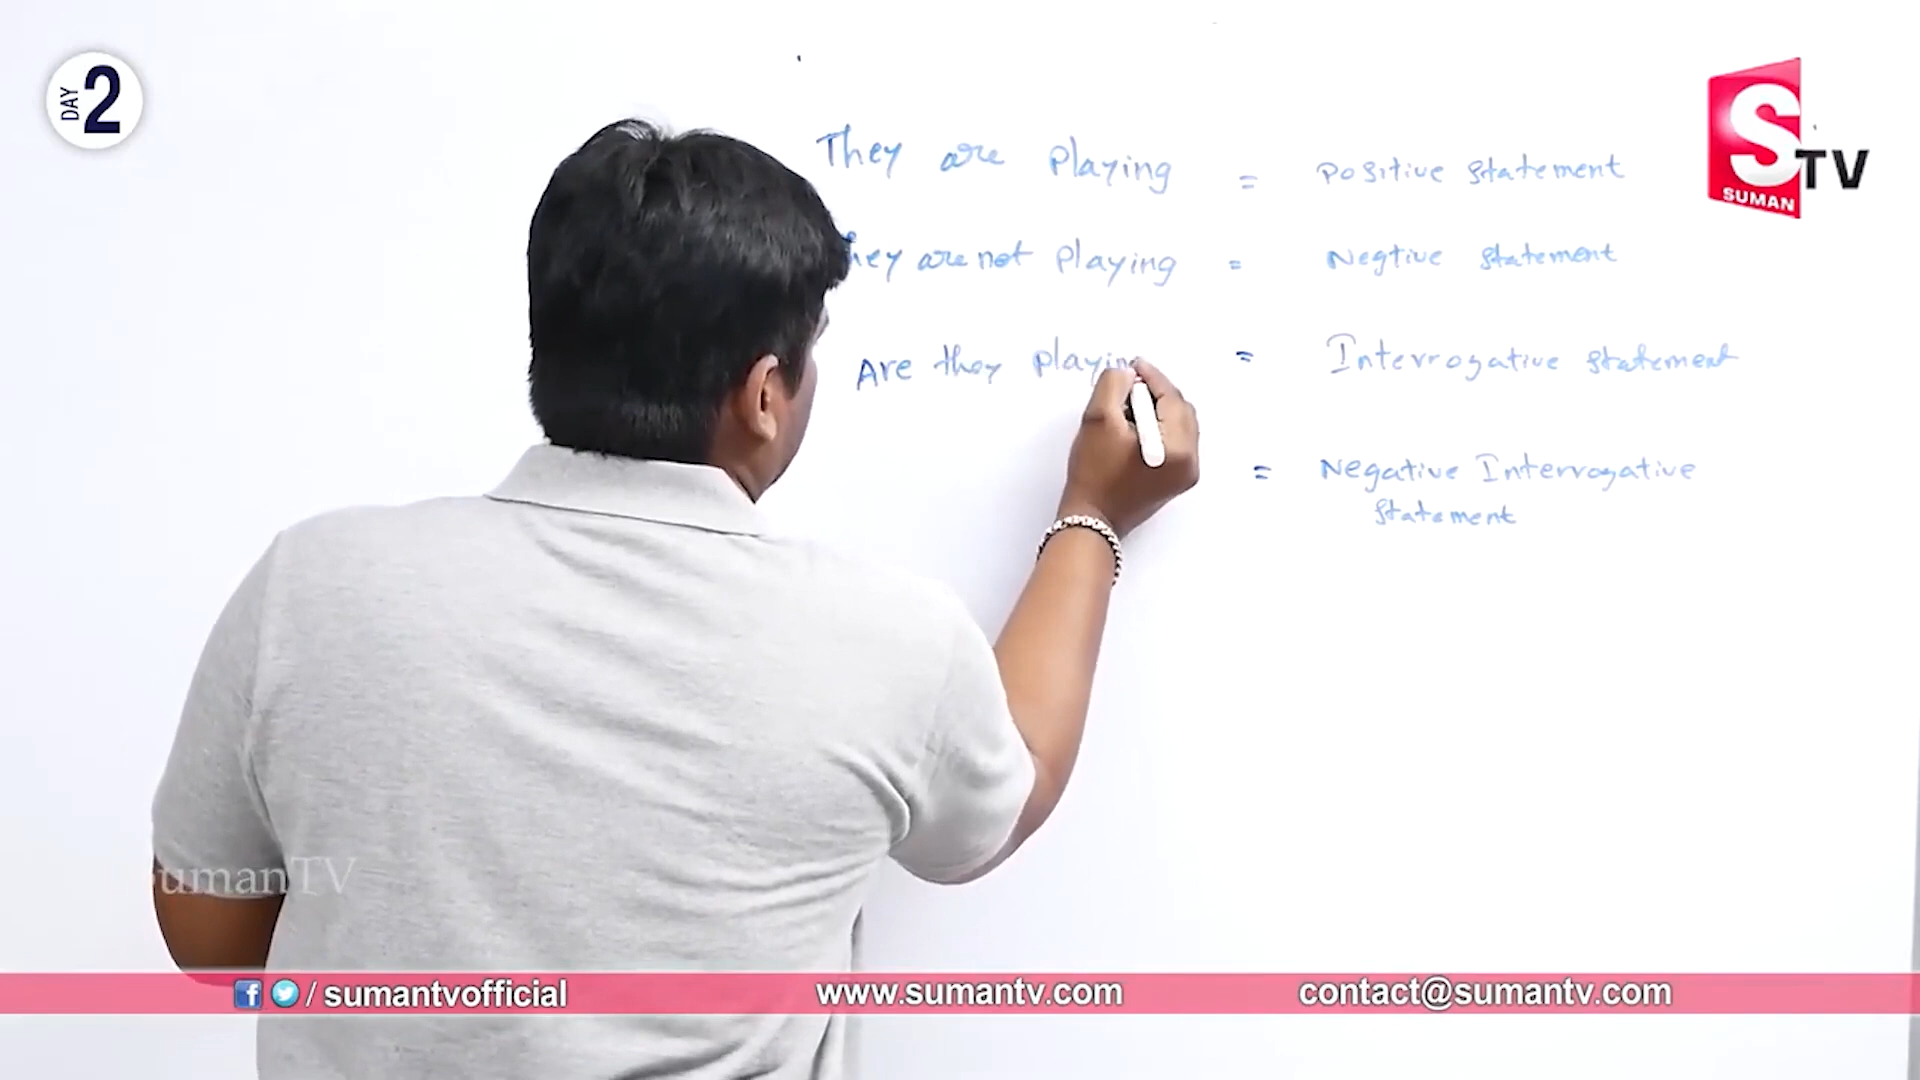 DAY 2
S TV
SUMAN
They are playing = Positive statement
hey are not playing = Negtive statement
Are they playing = Interrogative statement
= Negative Interrogative
statement
SumanTV
/ sumantvofficial www.sumantv.com contact@sumantv.com